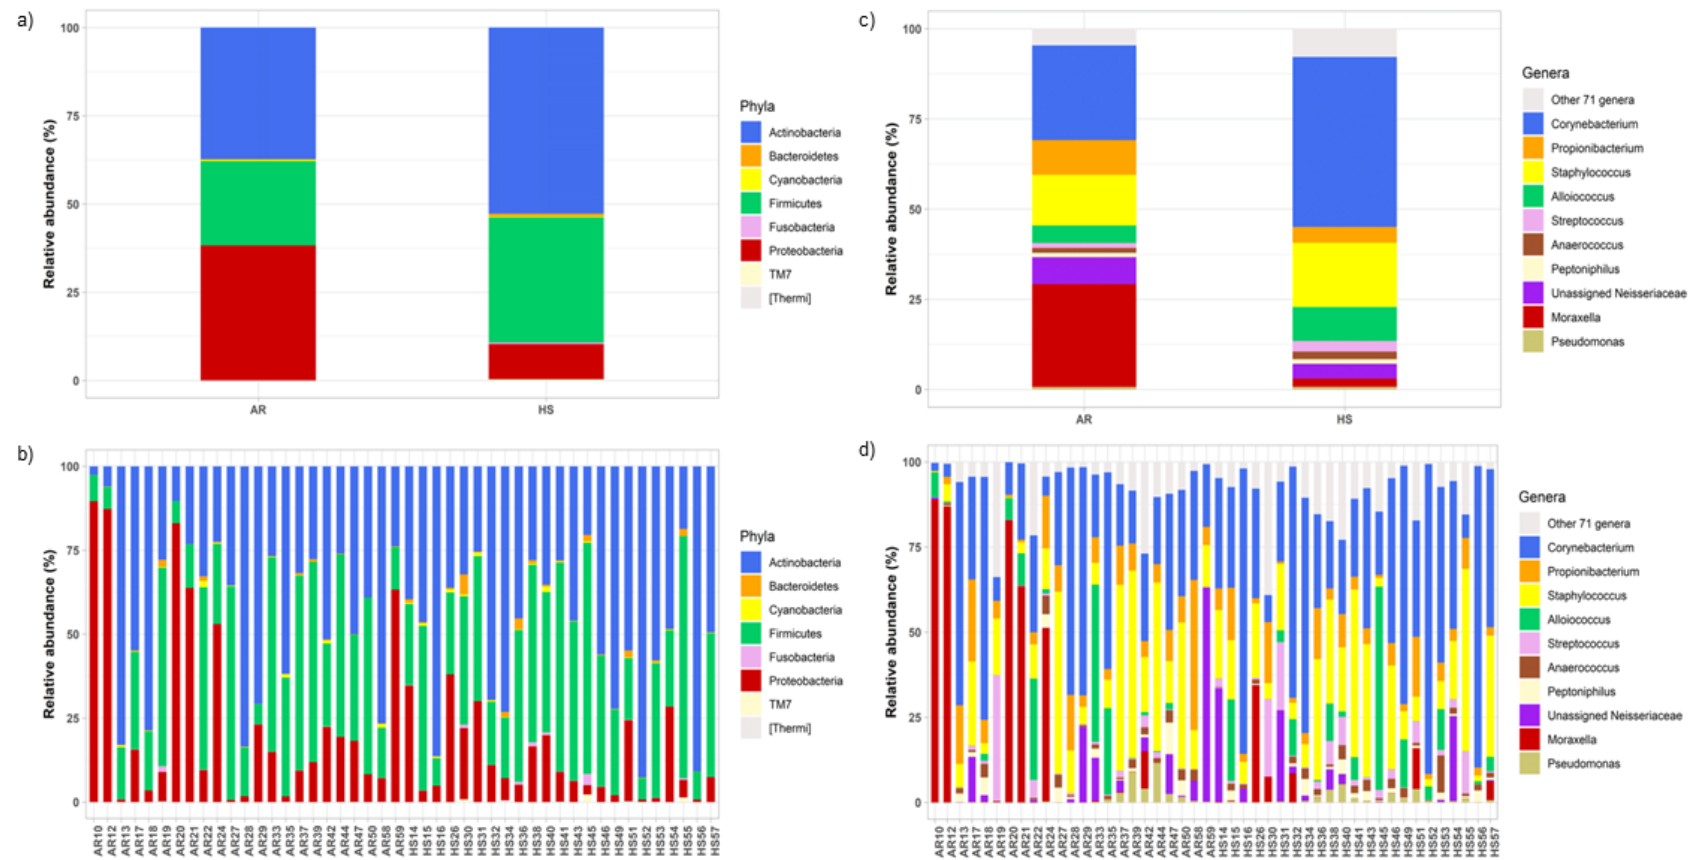 a)
100
75
50
25
0
Relative abundance (%)
AR
HS
Phyla
Actinobacteria
Bacteroidetes
Cyanobacteria
Firmicutes
Fusobacteria
Proteobacteria
TM7
[Thermi]
c)
100
75
50
25
0
Relative abundance (%)
AR
HS
Genera
Other 71 genera
Corynebacterium
Propionibacterium
Staphylococcus
Alloiococcus
Streptococcus
Anaerococcus
Peptoniphilus
Unassigned Neisseriaceae
Moraxella
Pseudomonas
b)
100
75
50
25
0
Relative abundance (%)
AR10
AR12
AR13
AR17
AR18
AR19
AR20
AR21
AR22
AR24
AR27
AR28
AR29
AR33
AR35
AR37
AR39
AR42
AR44
AR47
AR50
AR58
AR59
HS14
HS15
HS16
HS26
HS30
HS31
HS32
HS34
HS36
HS38
HS40
HS41
HS43
HS45
HS46
HS49
HS51
HS52
HS53
HS54
HS55
HS56
HS57
Phyla
Actinobacteria
Bacteroidetes
Cyanobacteria
Firmicutes
Fusobacteria
Proteobacteria
TM7
[Thermi]
d)
100
75
50
25
0
Relative abundance (%)
AR10
AR12
AR13
AR17
AR18
AR19
AR20
AR21
AR22
AR24
AR27
AR28
AR29
AR33
AR35
AR37
AR39
AR42
AR44
AR47
AR50
AR58
AR59
HS14
HS15
HS16
HS26
HS30
HS31
HS32
HS34
HS36
HS38
HS40
HS41
HS43
HS45
HS46
HS49
HS51
HS52
HS53
HS54
HS55
HS56
HS57
Genera
Other 71 genera
Corynebacterium
Propionibacterium
Staphylococcus
Alloiococcus
Streptococcus
Anaerococcus
Peptoniphilus
Unassigned Neisseriaceae
Moraxella
Pseudomonas